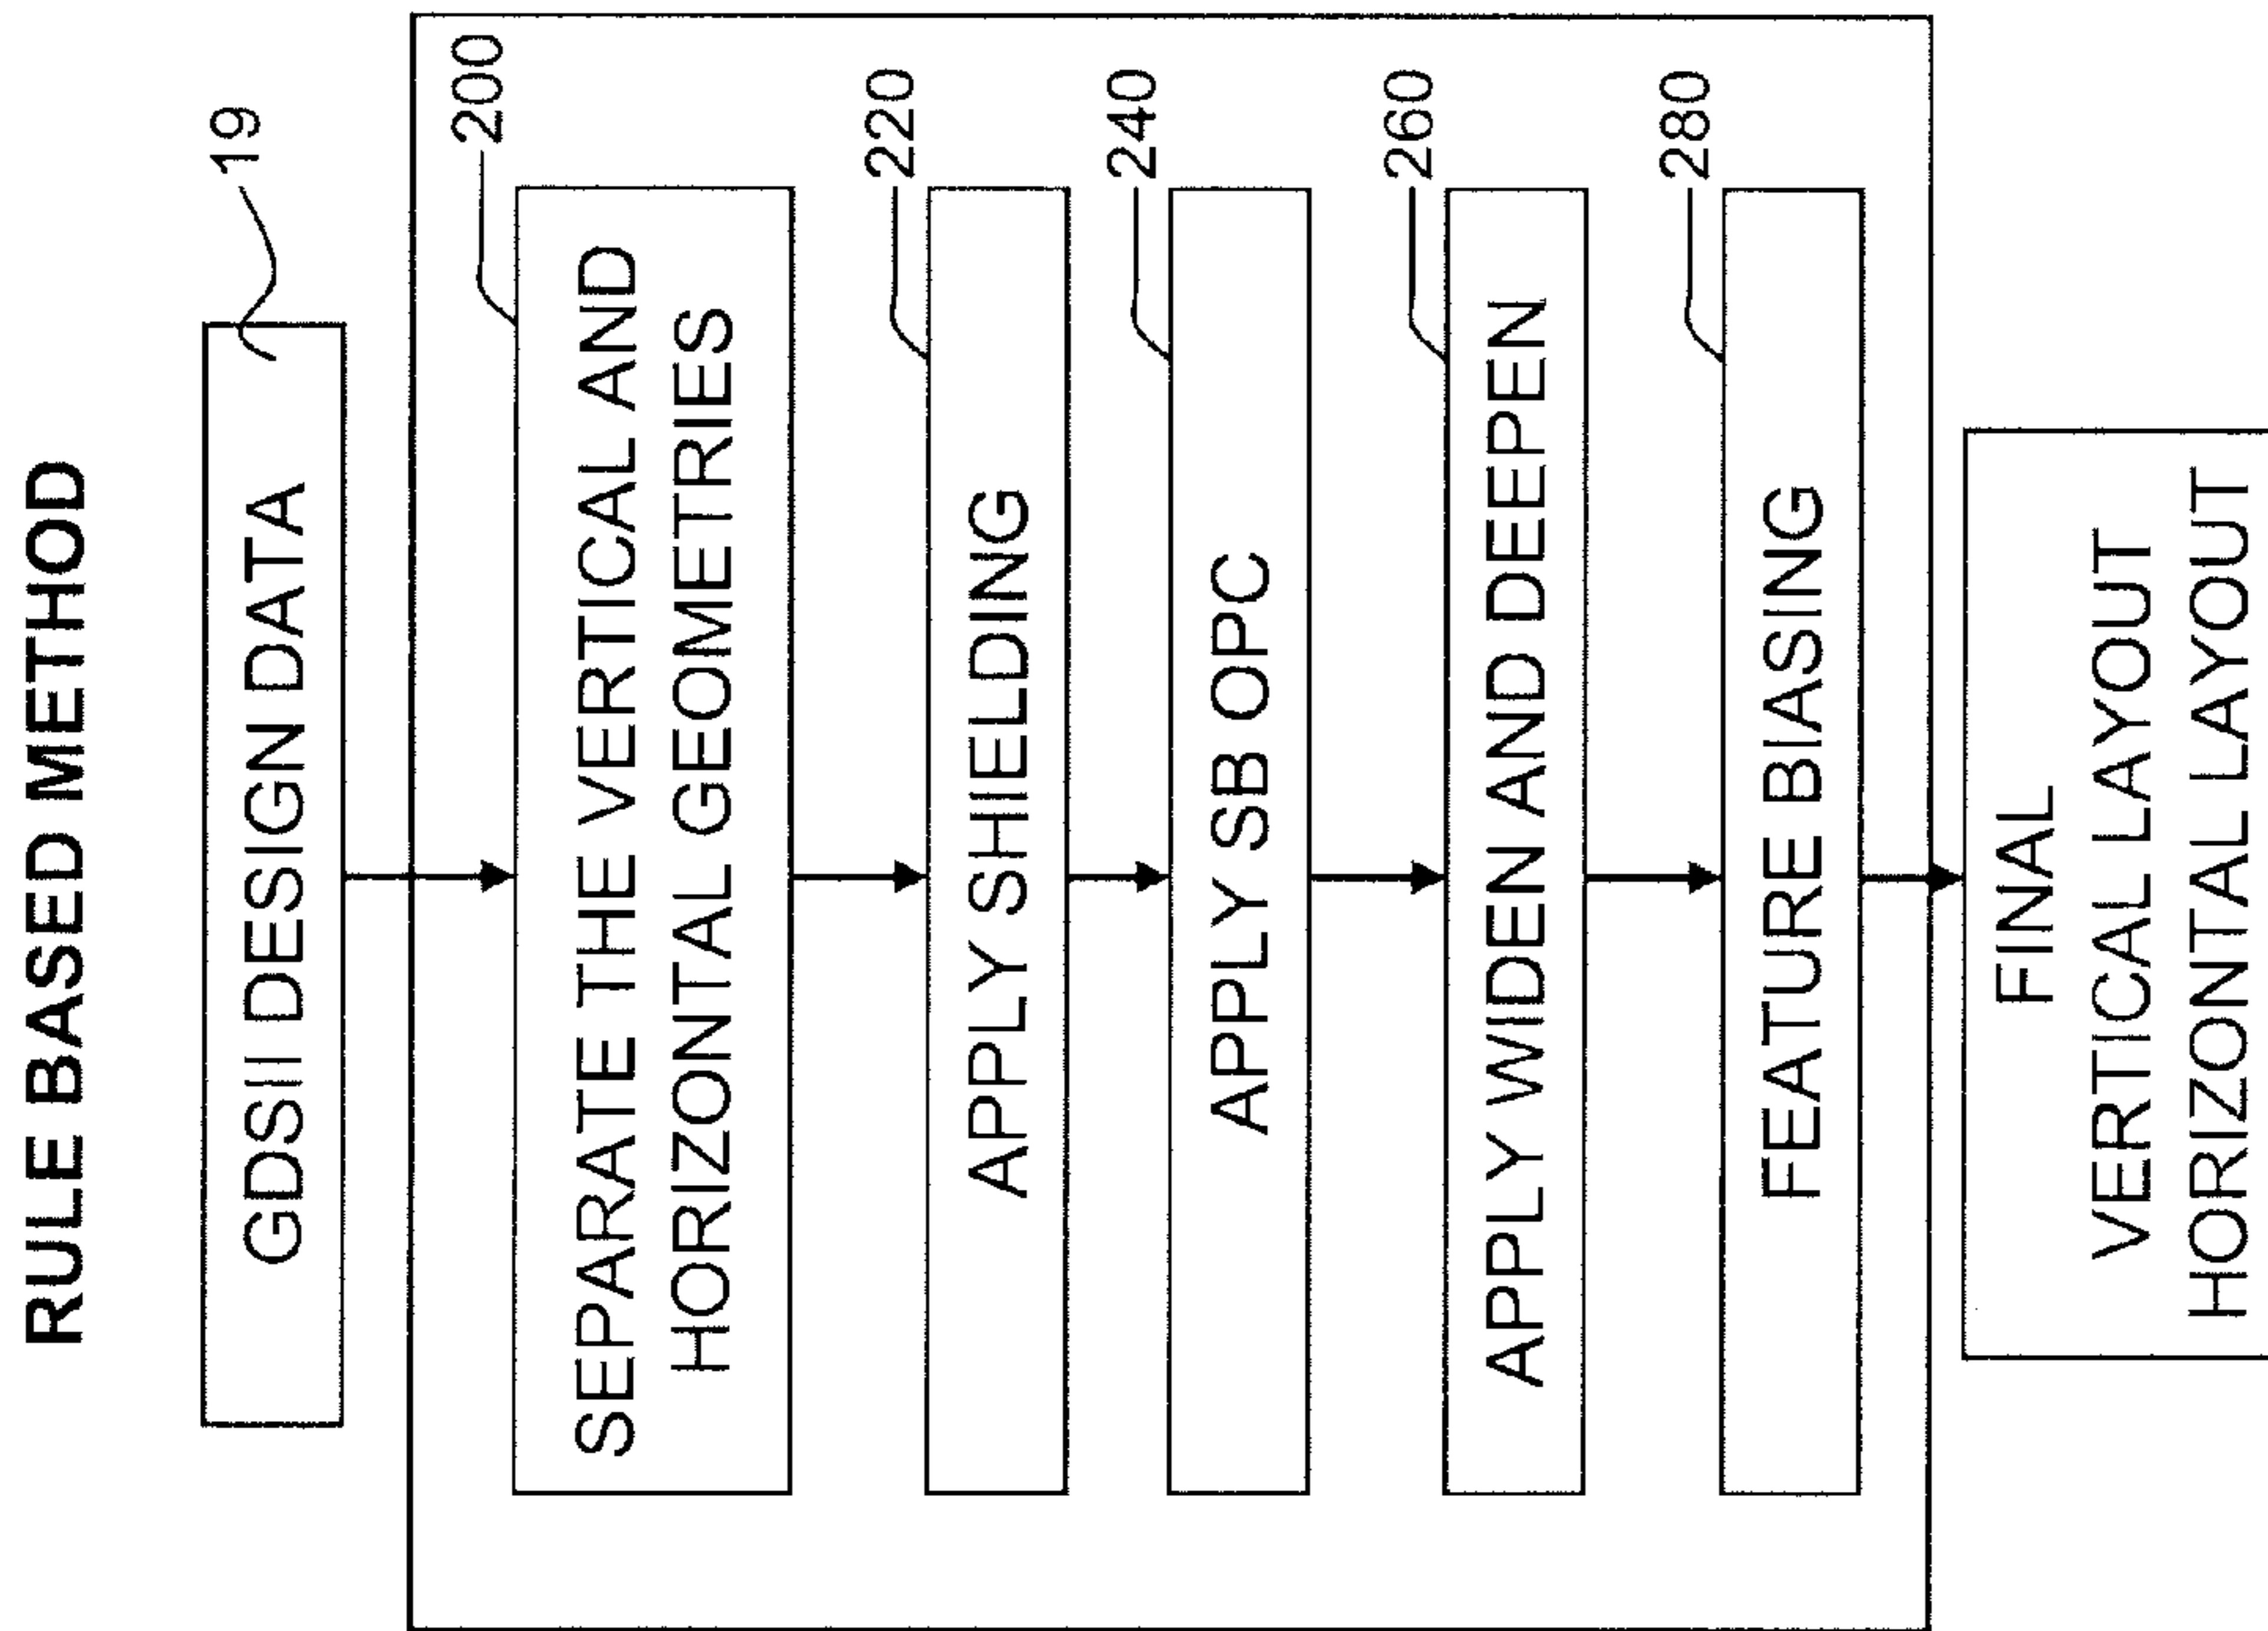 RULE BASED METHOD
19
GDSII DESIGN DATA
200
SEPARATE THE VERTICAL AND
HORIZONTAL GEOMETRIES
220
APPLY SHIELDING
240
APPLY SB OPC
260
APPLY WIDEN AND DEEPEN
280
FEATURE BIASING
FINAL
VERTICAL LAYOUT
HORIZONTAL LAYOUT